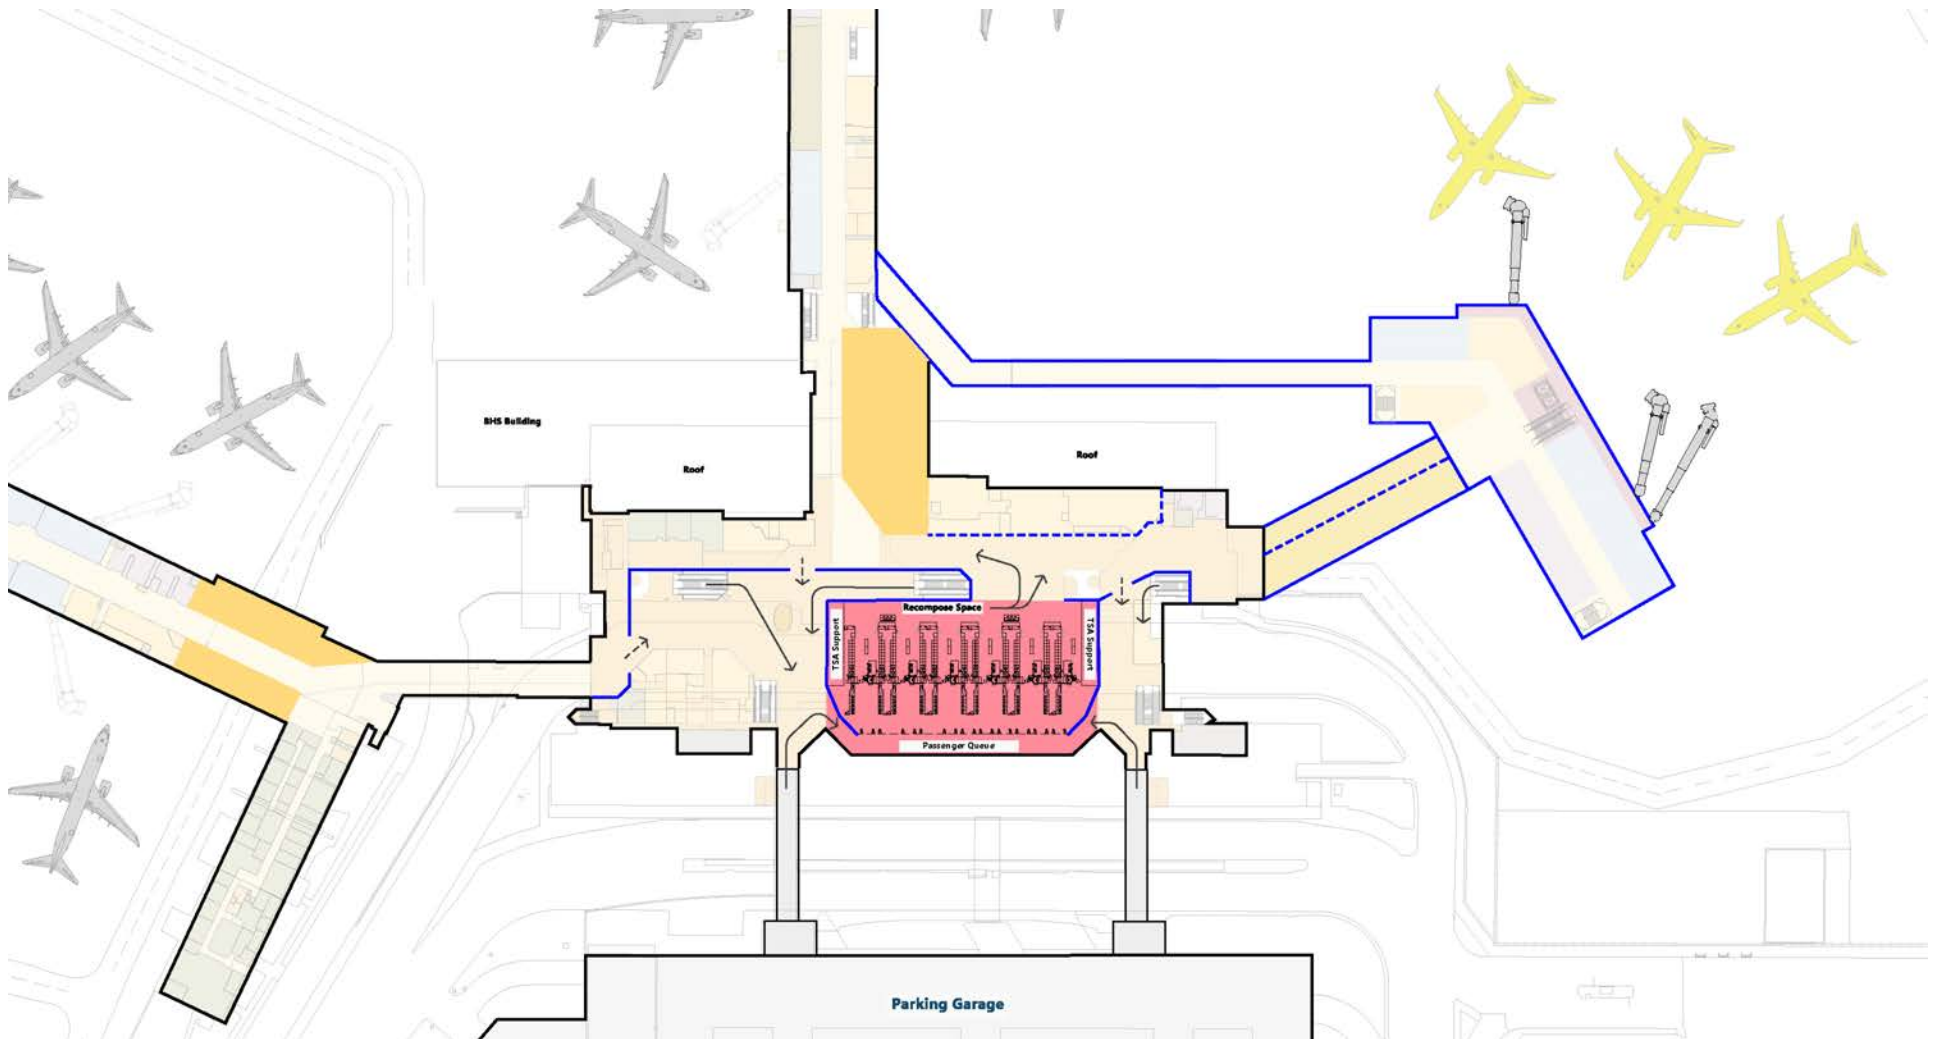 BHS Building
Roof
Roof
Recompose Space
TSA Support
TSA Support
Passenger Queue
Parking Garage